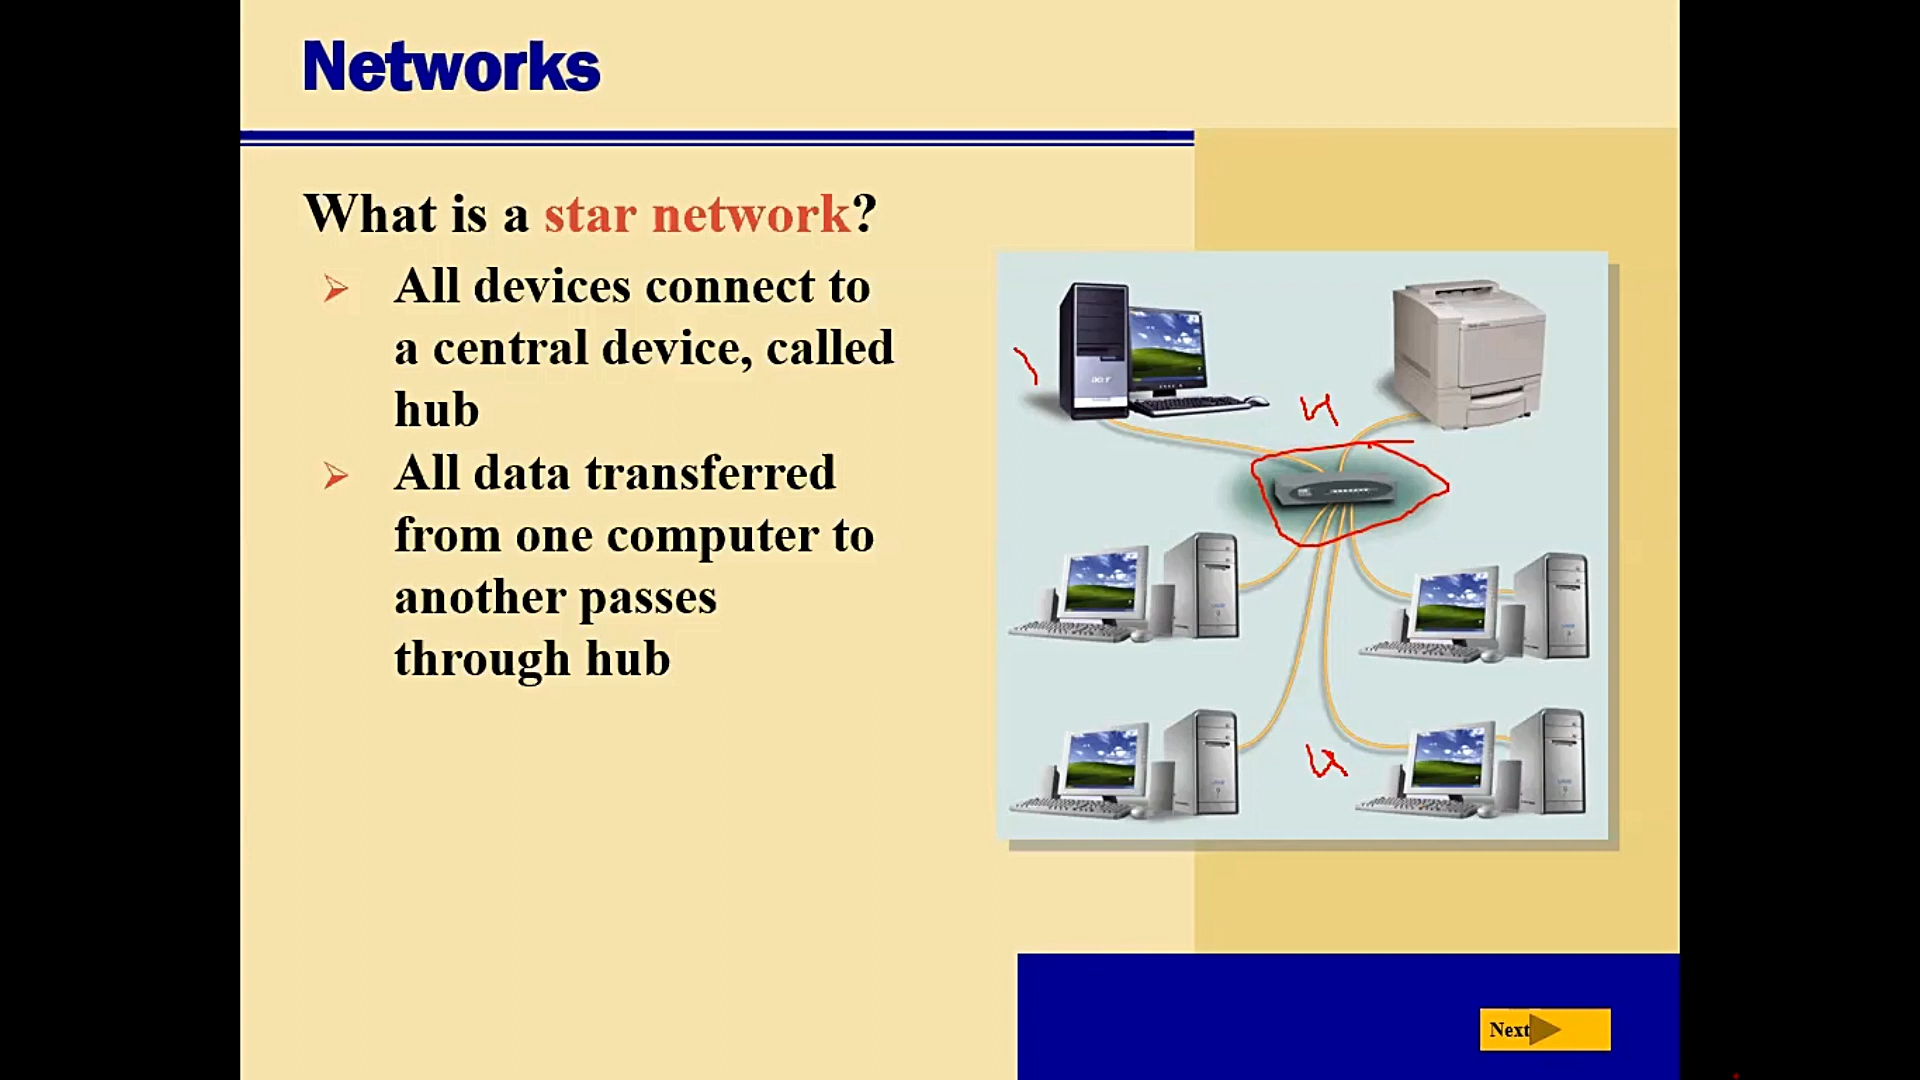 Networks
What is a star network?
All devices connect to
a central device, called
hub
All data transferred
from one computer to
another passes
through hub
acer
Next